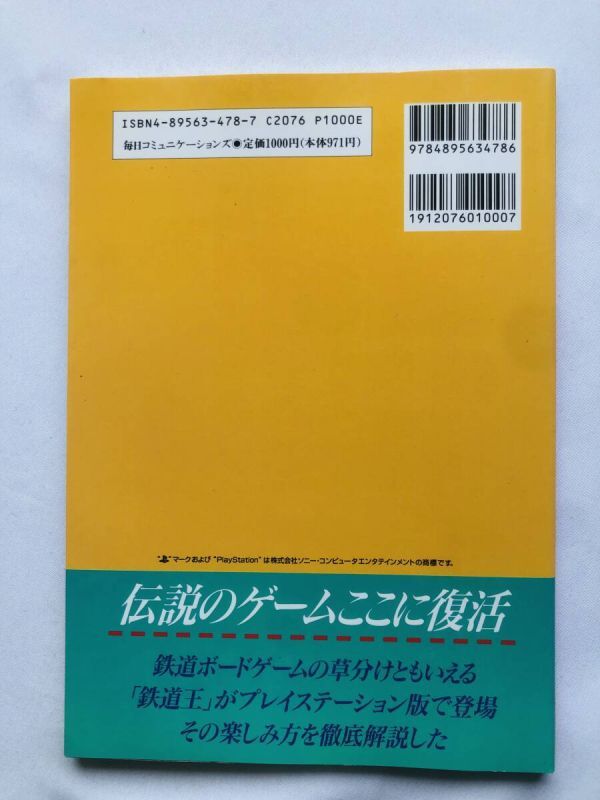 ISBN4-89563-478-7 C2076 P1000E
毎日コミュニケーションズ●定価1000円(本体971円)
9784895634786
1912076010007
"PS"マークおよび"PlayStation"は株式会社ソニー・コンピュータエンタテインメントの商標です。
伝説のゲームここに復活
鉄道ボードゲームの草分けともいえる
「鉄道王」がプレイステーション版で登場
その楽しみ方を徹底解説した